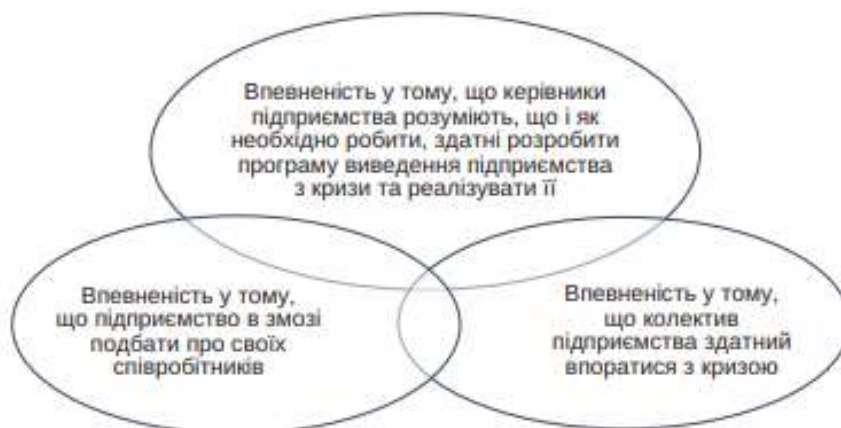 Впевненість у тому, що керівники
підприємства розуміють, що і як
необхідно робити, здатні розробити
програму виведення підприємства
з кризи та реалізувати її
Впевненість у тому,
що підприємство в змозі
подбати про своїх
співробітників
Впевненість у тому,
що колектив
підприємства здатний
впоратися з кризою